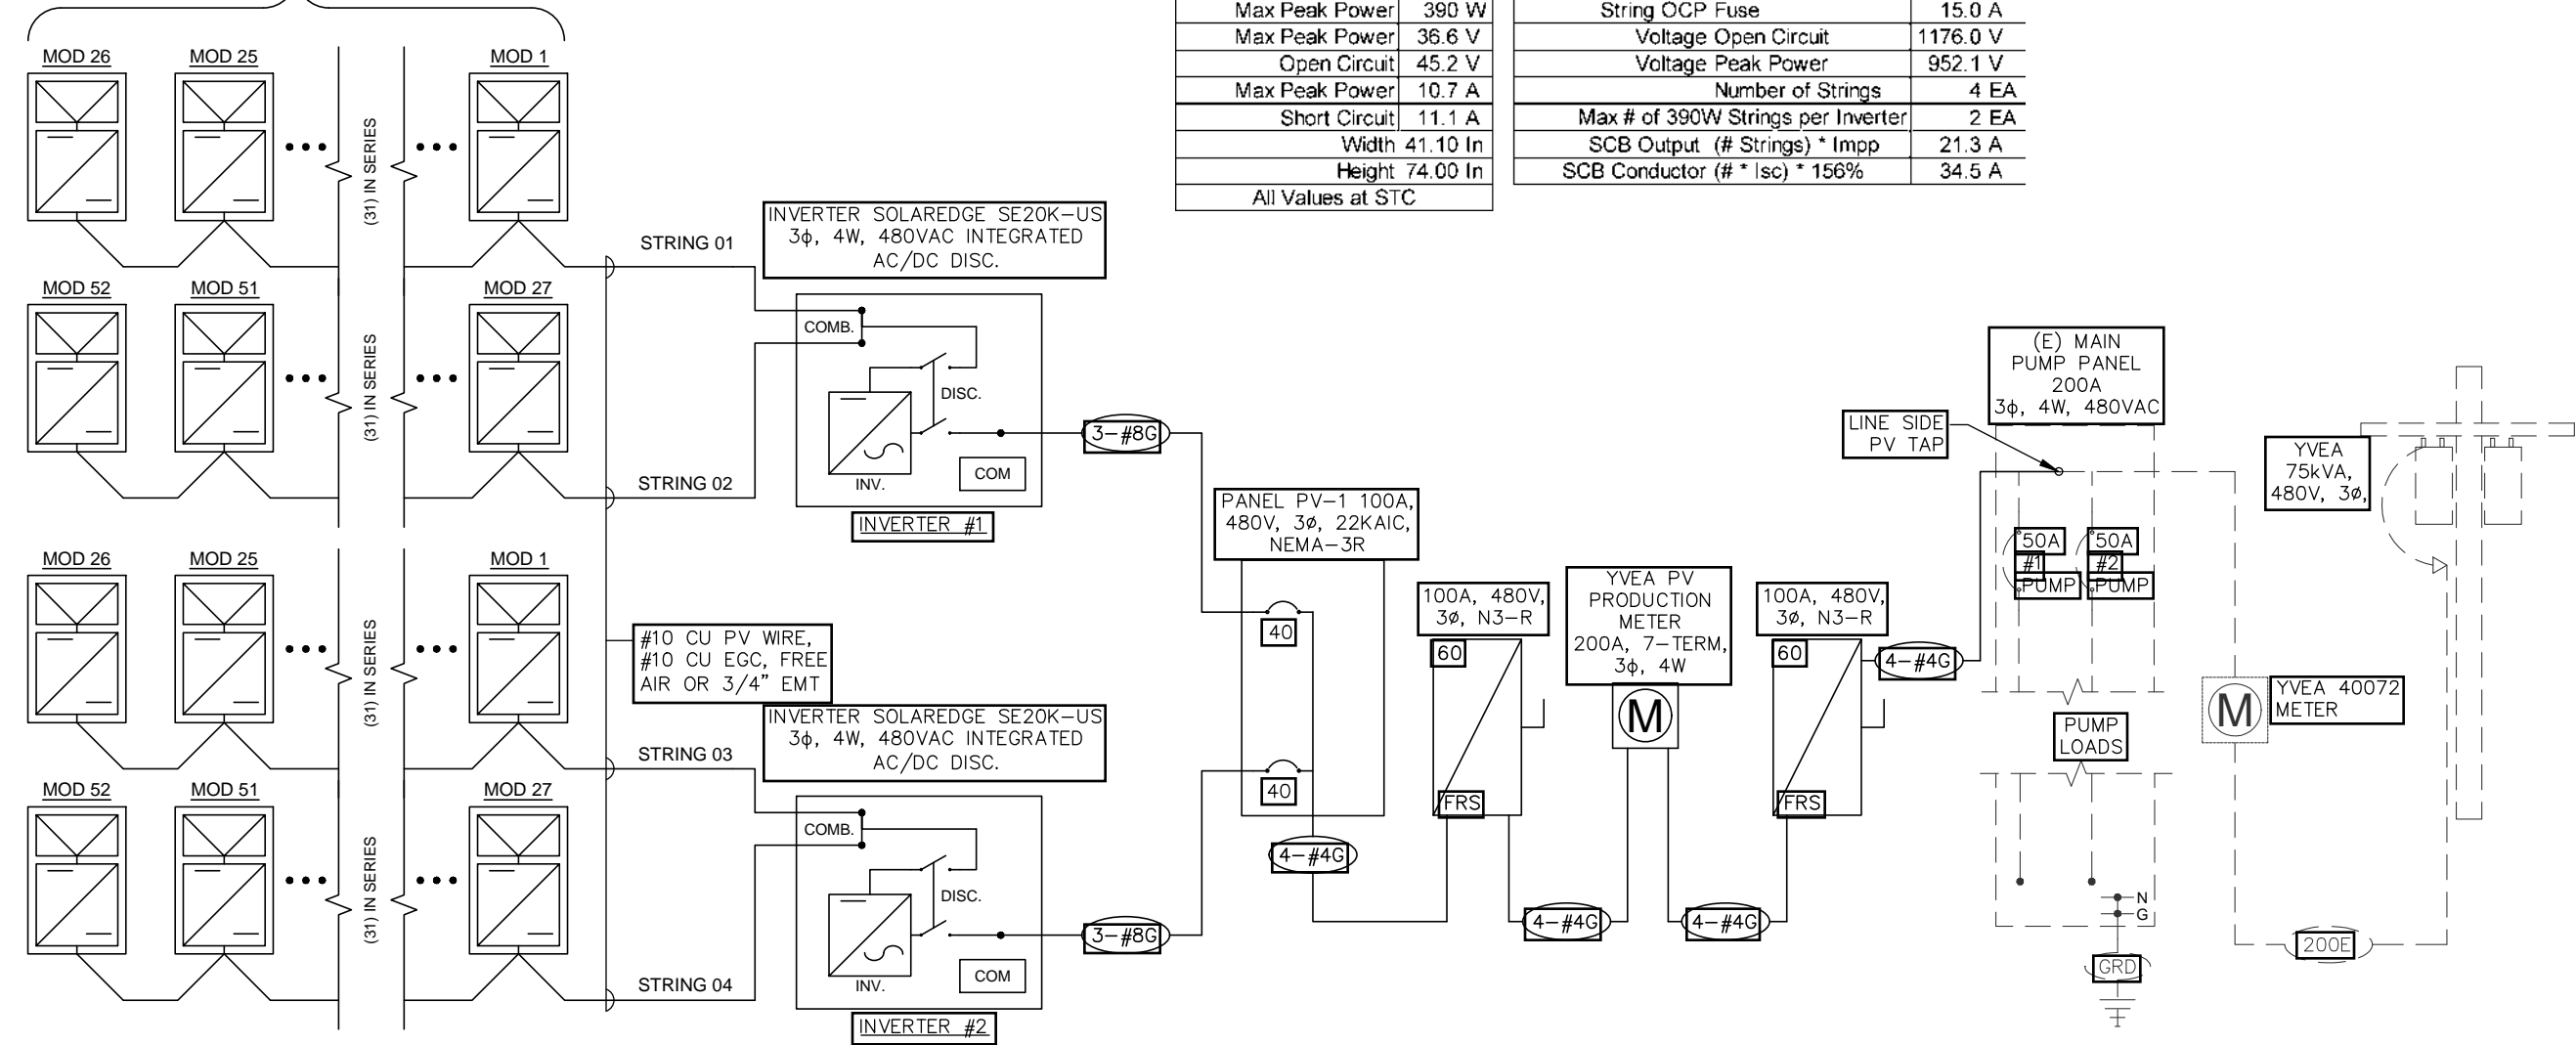 Max Peak Power 390 W
Max Peak Power 36.6 V
Open Circuit 45.2 V
Max Peak Power 10.7 A
Short Circuit 11.1 A
Width 41.10 In
Height 74.00 In
All Values at STC
String OCP Fuse 15.0 A
Voltage Open Circuit 1176.0 V
Voltage Peak Power 952.1 V
Number of Strings 4 EA
Max # of 390W Strings per Inverter 2 EA
SCB Output (# Strings) * Impp 21.3 A
SCB Conductor (# * Isc) * 156% 34.5 A
MOD 26
MOD 25
MOD 1
(31) IN SERIES
STRING 01
MOD 52
MOD 51
MOD 27
(31) IN SERIES
STRING 02
INVERTER SOLAREDGE SE20K-US
3ϕ, 4W, 480VAC INTEGRATED
AC/DC DISC.
COMB.
DISC.
INV.
COM
INVERTER #1
3-#8G
MOD 26
MOD 25
MOD 1
(31) IN SERIES
#10 CU PV WIRE,
#10 CU EGC, FREE
AIR OR 3/4" EMT
STRING 03
MOD 52
MOD 51
MOD 27
(31) IN SERIES
STRING 04
INVERTER SOLAREDGE SE20K-US
3ϕ, 4W, 480VAC INTEGRATED
AC/DC DISC.
COMB.
DISC.
INV.
COM
INVERTER #2
3-#8G
PANEL PV-1 100A,
480V, 3ø, 22KAIC,
NEMA-3R
40
40
4-#4G
100A, 480V,
3ø, N3-R
60
FRS
4-#4G
YVEA PV
PRODUCTION
METER
200A, 7-TERM,
3ϕ, 4W
M
4-#4G
100A, 480V,
3ø, N3-R
60
FRS
4-#4G
LINE SIDE
PV TAP
(E) MAIN
PUMP PANEL
200A
3ϕ, 4W, 480VAC
50A
#1
PUMP
50A
#2
PUMP
PUMP
LOADS
N
G
GRD
YVEA
75kVA,
480V, 3ø,
M
YVEA 40072
METER
200E